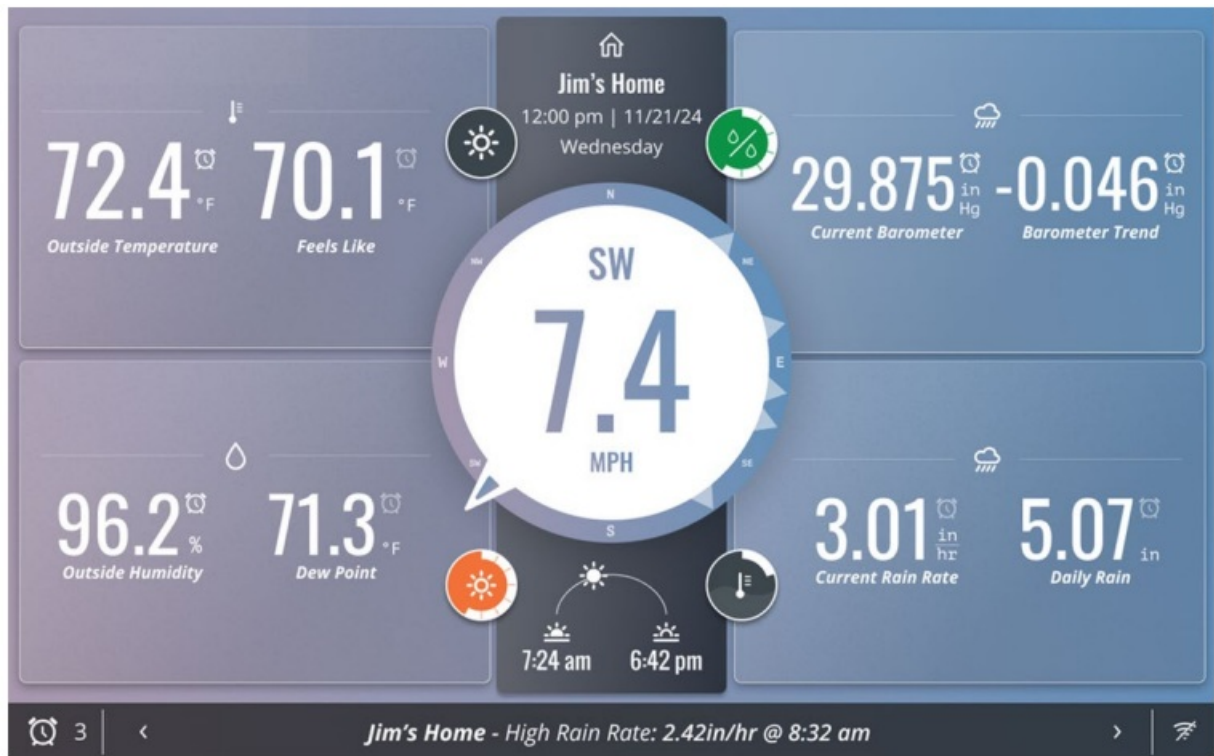 Jim's Home
12:00 pm | 11/21/24
Wednesday
72.4 °F
Outside Temperature
70.1 °F
Feels Like
29.875 in Hg
Current Barometer
-0.046 in Hg
Barometer Trend
N
NW
NE
W
E
SW
SE
S
SW
7.4
MPH
96.2 %
Outside Humidity
71.3 °F
Dew Point
3.01 in hr
Current Rain Rate
5.07 in
Daily Rain
%
7:24 am
6:42 pm
3
‹
Jim's Home - High Rain Rate: 2.42in/hr @ 8:32 am
›